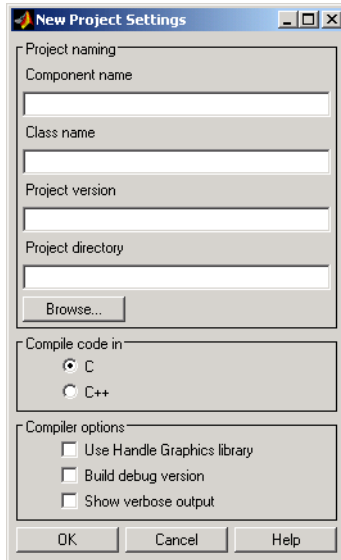 New Project Settings
Project naming
Component name
Class name
Project version
Project directory
Browse...
Compile code in
C
C++
Compiler options
Use Handle Graphics library
Build debug version
Show verbose output
OK Cancel Help